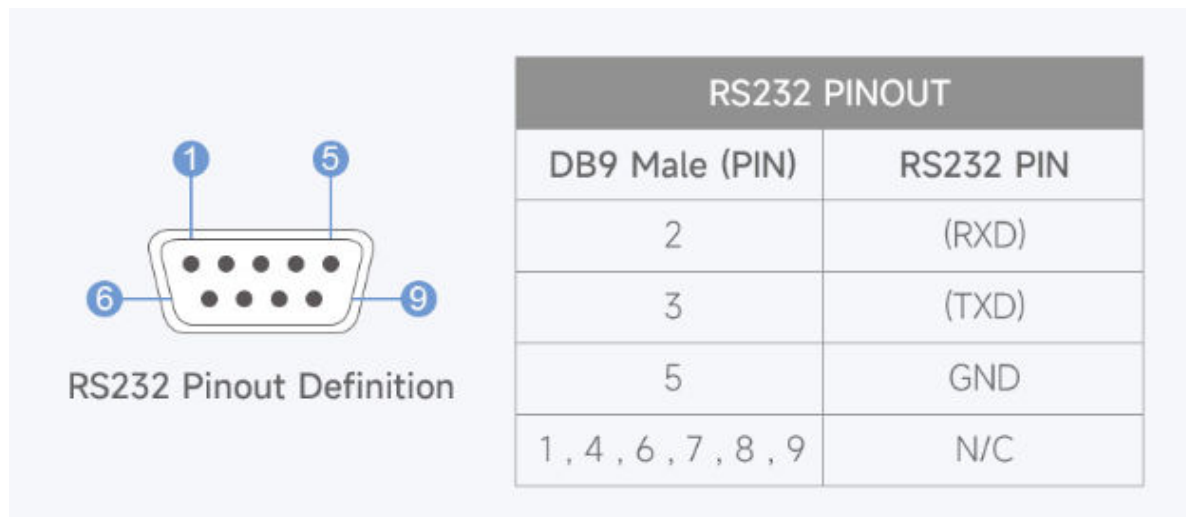 1 5
6 9
RS232 Pinout Definition
RS232 PINOUT
DB9 Male (PIN) RS232 PIN
2 (RXD)
3 (TXD)
5 GND
1 , 4 , 6 , 7 , 8 , 9 N/C